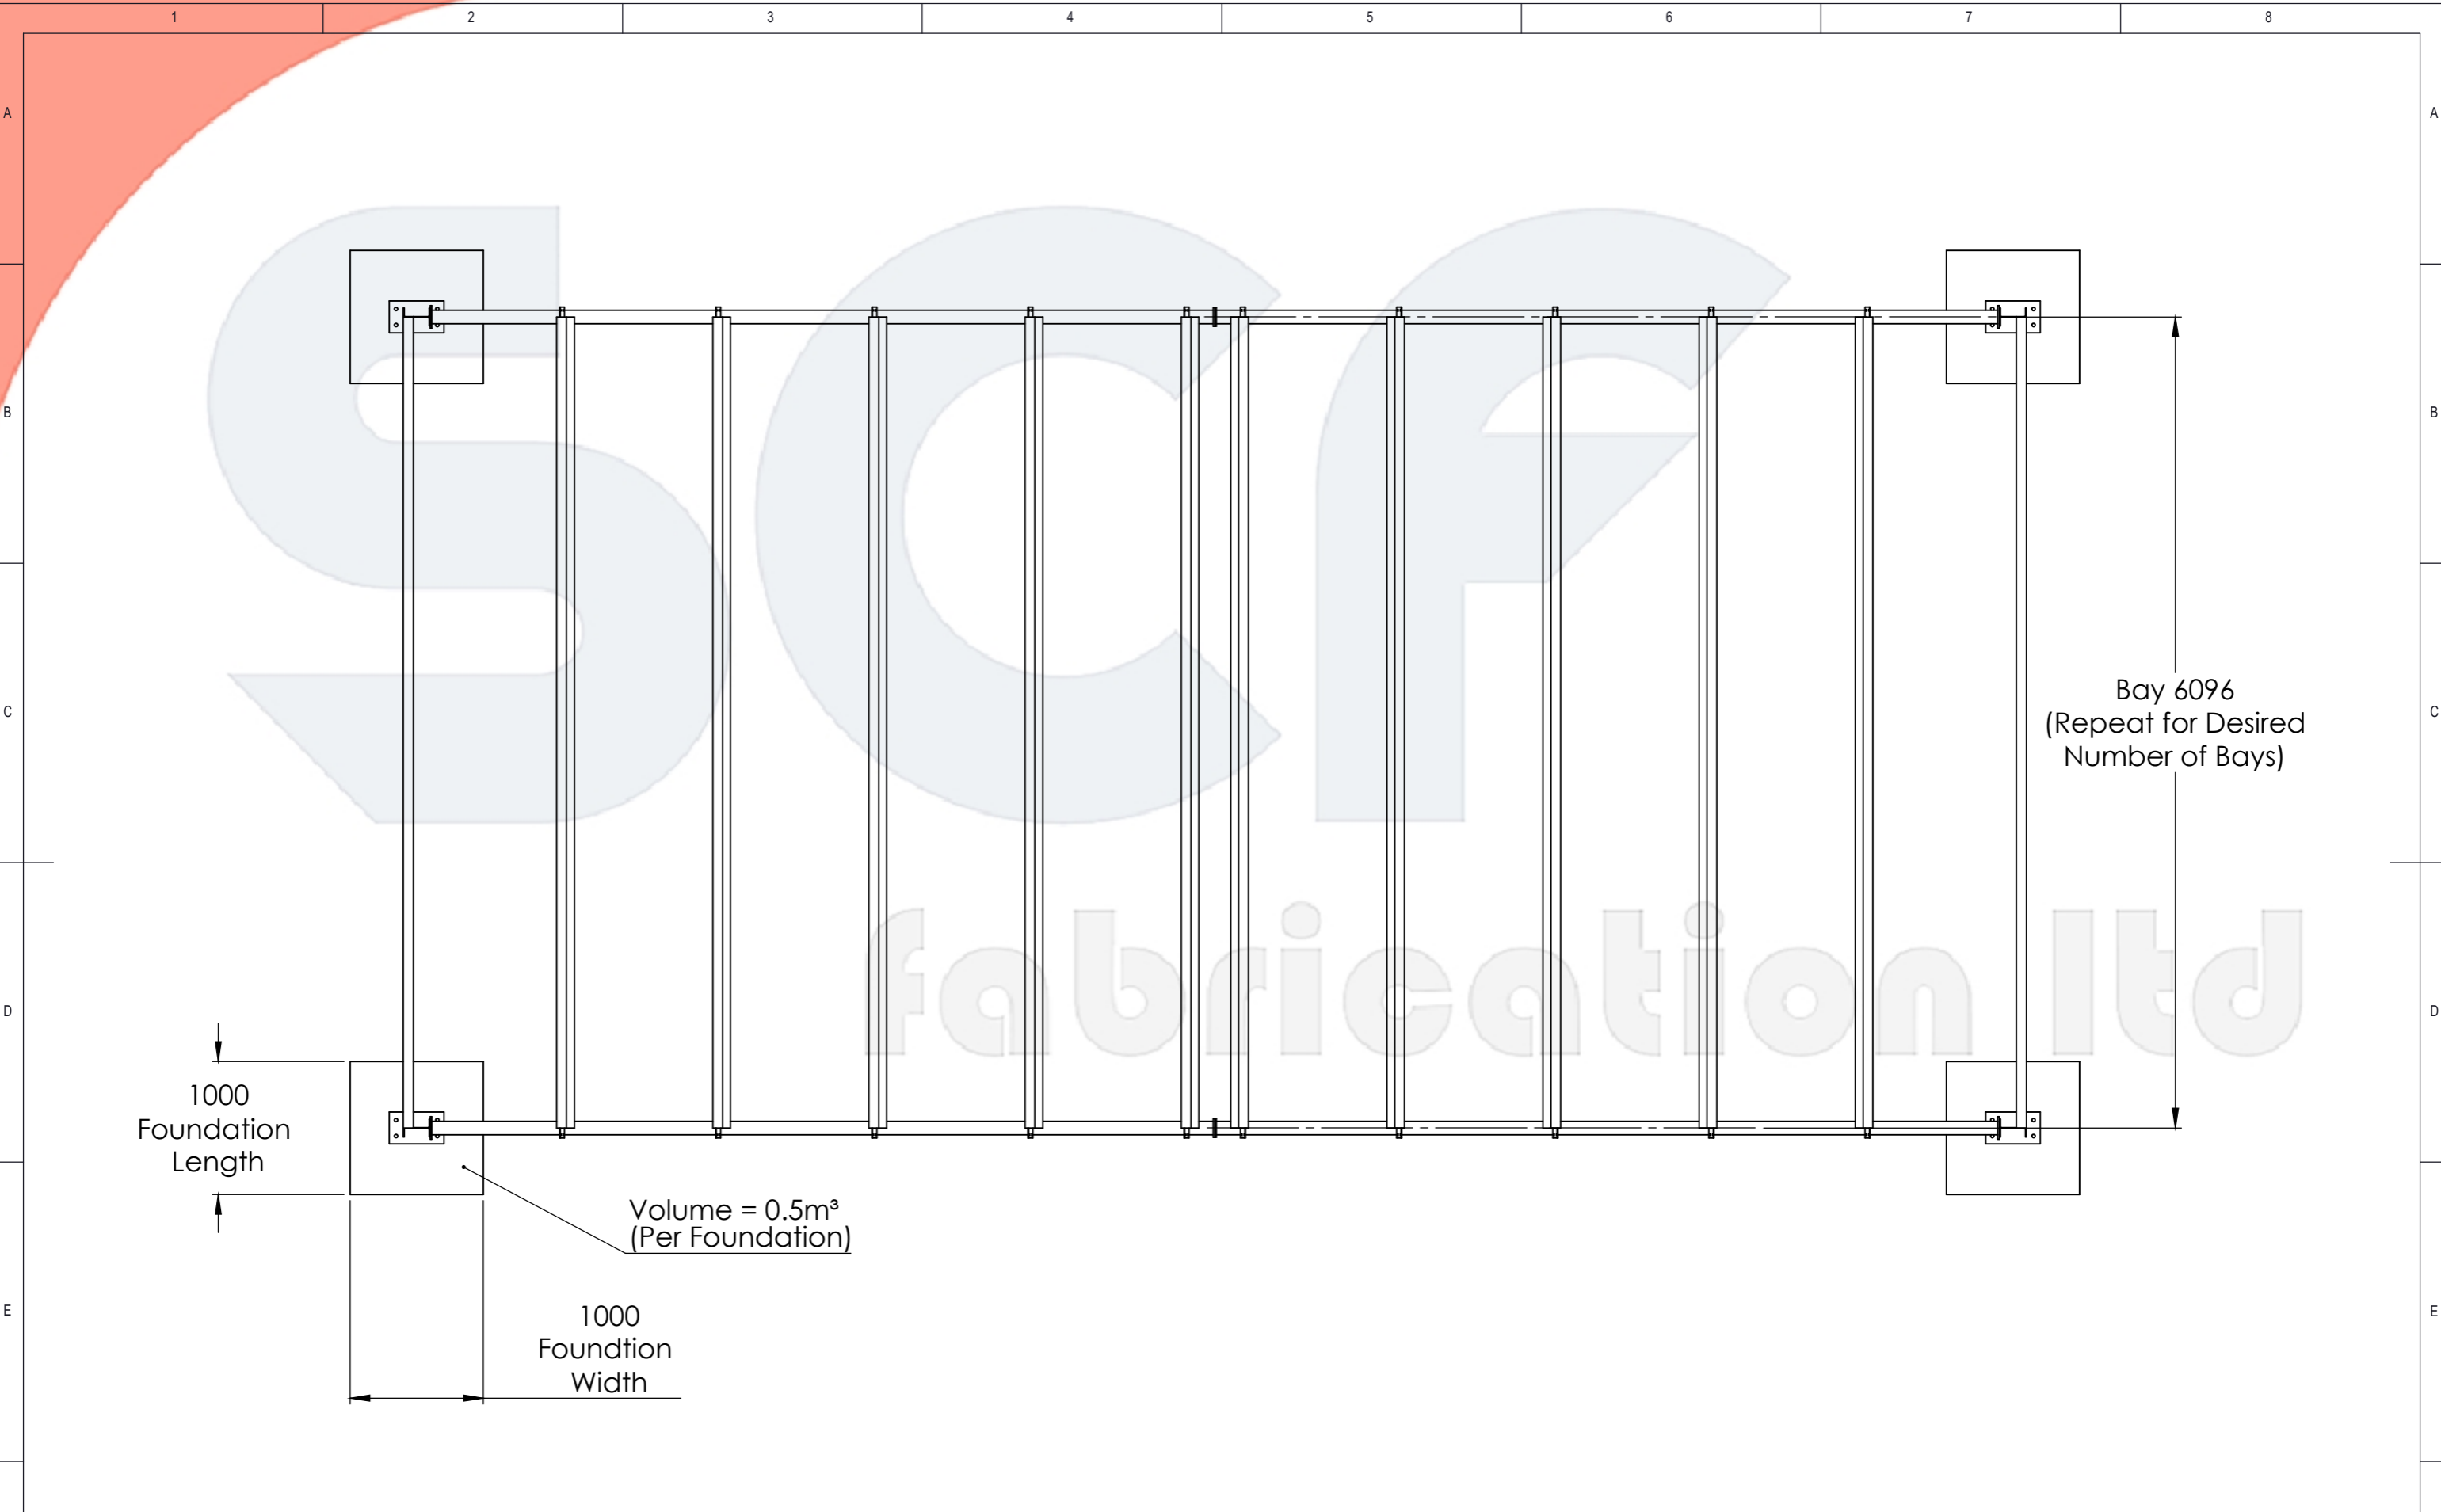 1 2 3 4 5 6 7 8
A A
B B
Bay 6096
(Repeat for Desired
Number of Bays)
C C
SCF
fabrication ltd
D D
1000
Foundation
Length
Volume = 0.5m³
(Per Foundation)
1000
Foundtion
Width
E E